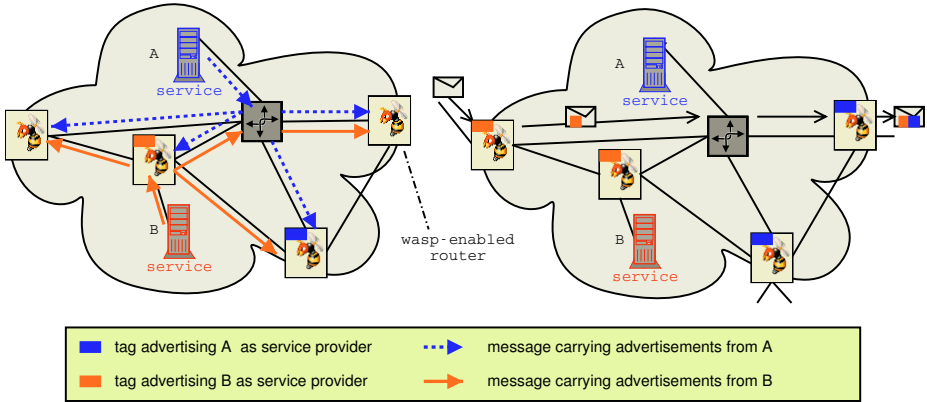 A
service
B
service
wasp-enabled
router
A
service
B
service
tag advertising A as service provider
message carrying advertisements from A
tag advertising B as service provider
message carrying advertisements from B